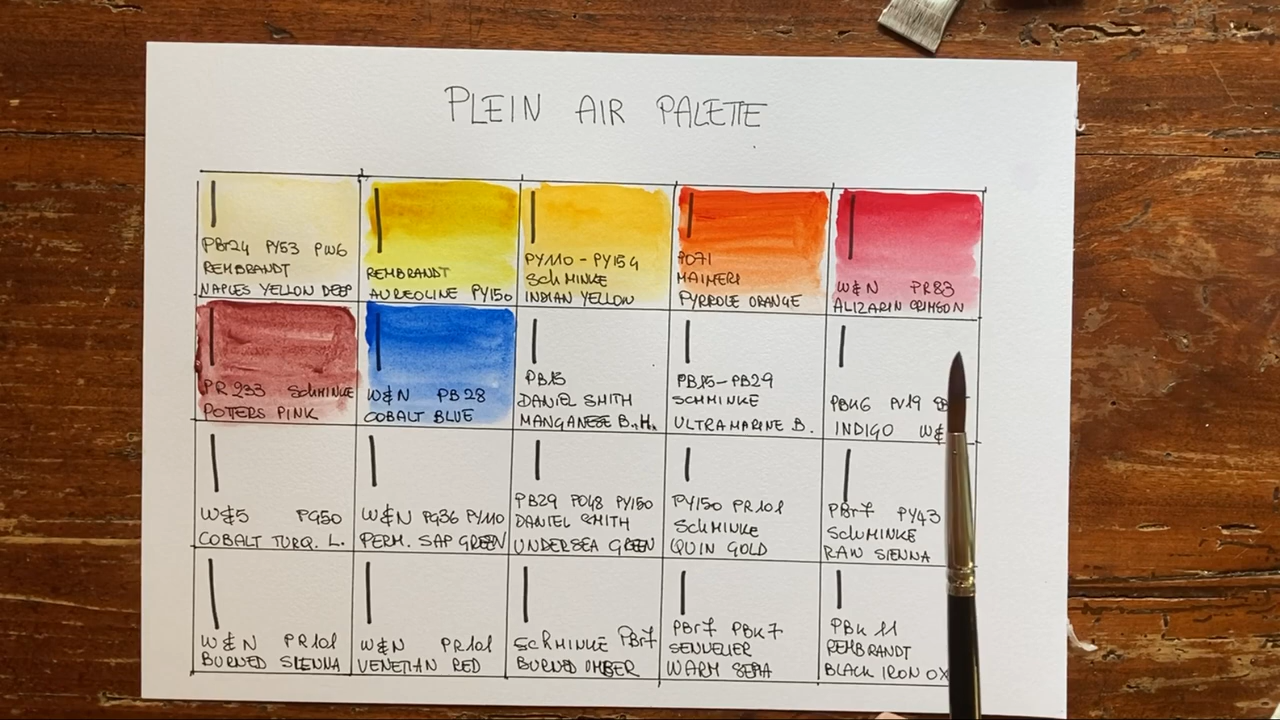 PLEIN AIR PALETTE
PBr24 PY53 PW6
REMBRANDT
NAPLES YELLOW DEEP
REMBRANDT
AUREOLINE PY150
PY110 - PY154
SCHMINKE
INDIAN YELLOW
PO71
MAIMERI
PYRROLE ORANGE
W&N PR83
ALIZARIN CRIMSON
PR 233 SCHMINKE
POTTERS PINK
W&N PB28
COBALT BLUE
PB15
DANIEL SMITH
MANGANESE B. H.
PB15-PB29
SCHMINKE
ULTRAMARINE B.
PBK6 PV19
INDIGO W&
W&S PG50
COBALT TURQ. L.
W&N PG36 PY110
PERM. SAP GREEN
PB29 PO48 PY150
DANIEL SMITH
UNDERSEA GREEN
PY150 PR101
SCHMINKE
QUIN GOLD
PBr7 PY43
SCHMINKE
RAW SIENNA
W&N PR101
BURNED SIENNA
W&N PR101
VENETIAN RED
SCHMINKE PBr7
BURNED UMBER
PBr7 PBK7
SENNELIER
WARM SEPIA
PBK 11
REMBRANDT
BLACK IRON OX